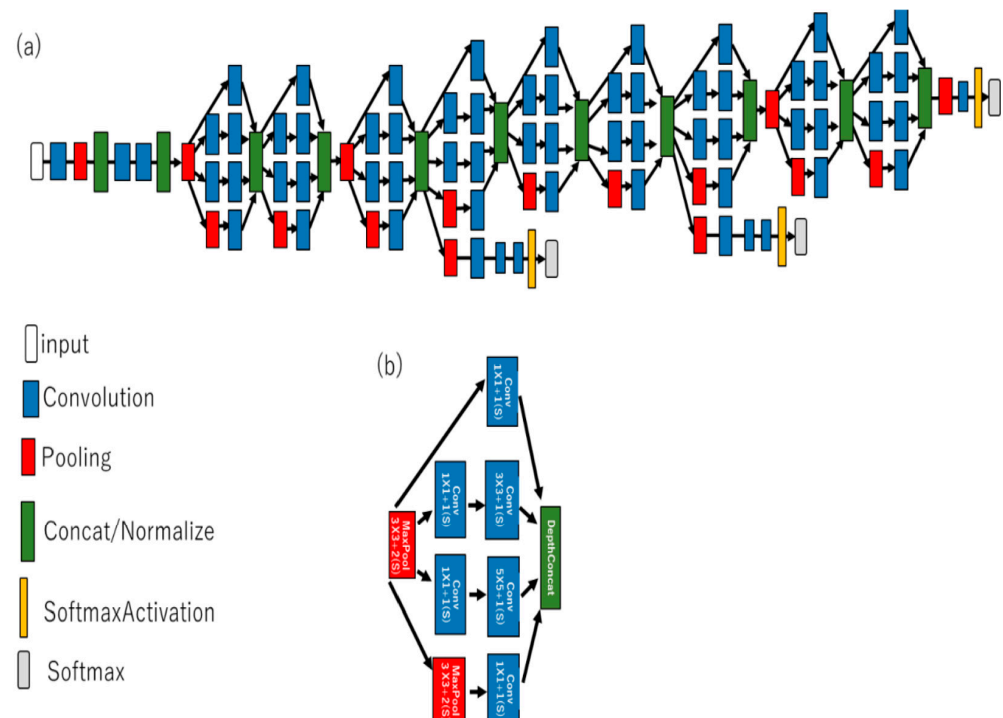 (a)
input
Convolution
Pooling
Concat/Normalize
SoftmaxActivation
Softmax
(b)
Conv
1X1+1(S)
Conv
1X1+1(S)
Conv
3X3+1(S)
MaxPool
3X3+2(S)
DepthConcat
Conv
1X1+1(S)
Conv
5X5+1(S)
MaxPool
3X3+2(S)
Conv
1X1+1(S)